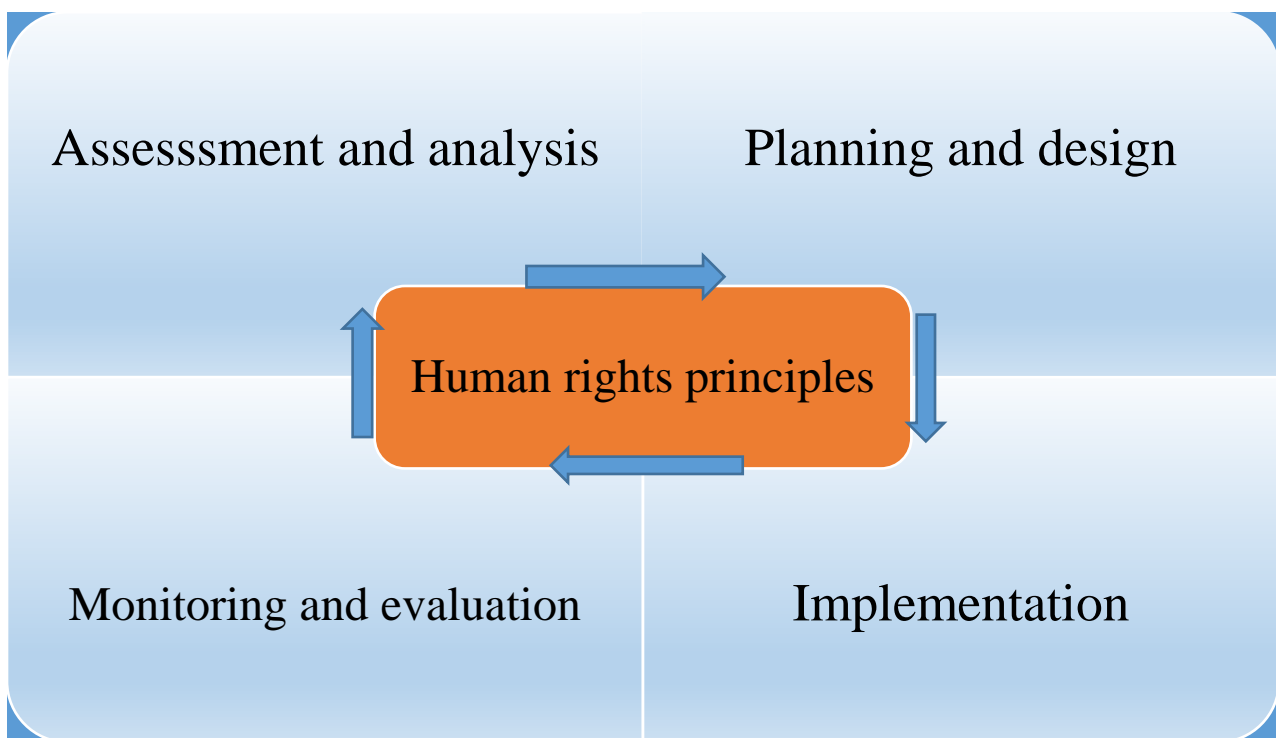 Assesssment and analysis
Planning and design
Human rights principles
Monitoring and evaluation
Implementation